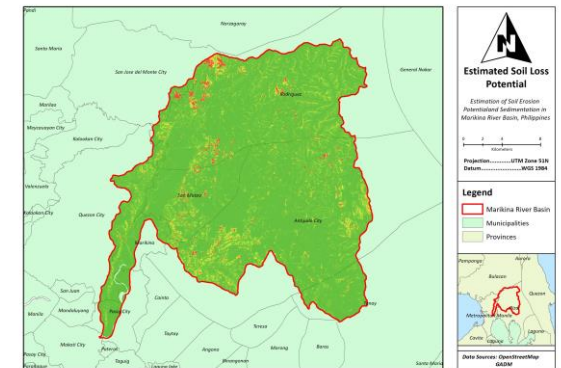 Norzagaray
Santa Maria
San Jose del Monte City
General Nakar
Rodriguez
Marilao
Meycauayan City
Kalookan City
Valenzuela
San Mateo
Quezon City
Antipolo City
Marikina
San Juan
Cainta
Manila
Mandaluyong
Pasig City
Taytay
Teresa
Tanay
Makati City
Pateros
Angono
Morong
Baras
Pasay City
Taguig
Binangonan
Santa Maria
N
Estimated Soil Loss
Potential
Estimation of Soil Erosion
Potentialand Sedimentation in
Marikina River Basin, Philippines
Kilometers
Projection..............UTM Zone 51N
Datum........................WGS 1984
Legend
Marikina River Basin
Municipalities
Provinces
Pampanga
Aurora
Bulacan
Quezon
Cavite
Laguna
Data Sources: OpenStreetMap
GADM